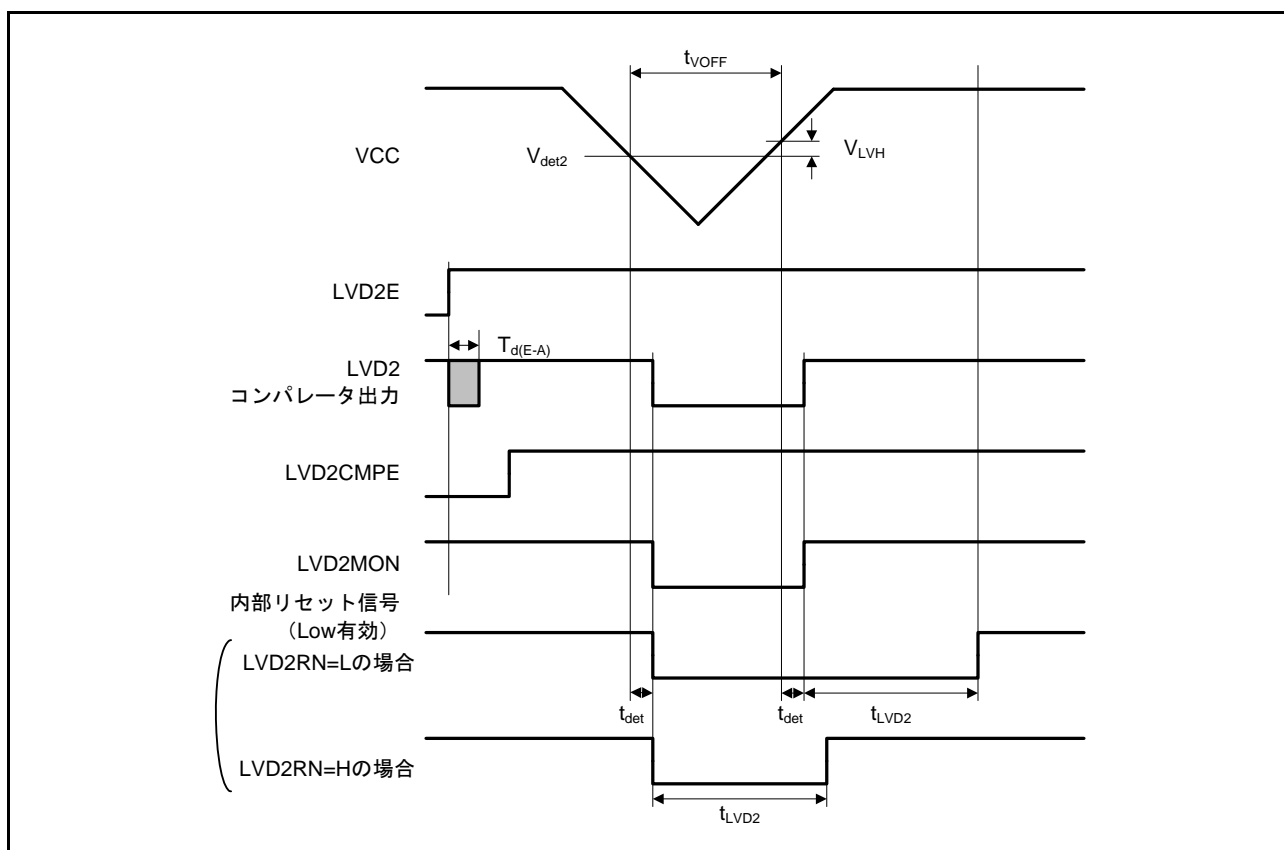 tVOFF
VCC
Vdet2
VLVH
LVD2E
Td(E-A)
LVD2
コンパレータ出力
LVD2CMPE
LVD2MON
内部リセット信号
（Low有効）
LVD2RN=Lの場合
tdet
tdet
tLVD2
LVD2RN=Hの場合
tLVD2